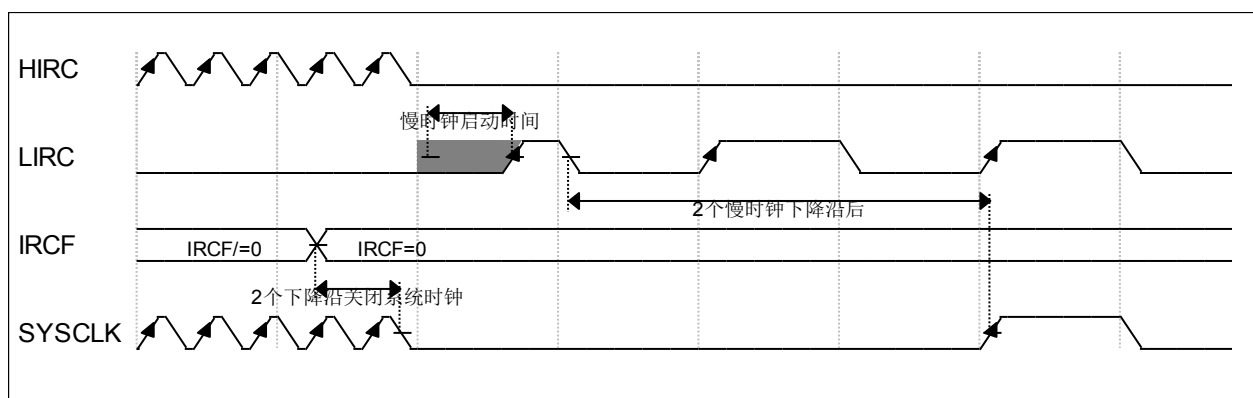 HIRC
慢时钟启动时间
LIRC
2个慢时钟下降沿后
IRCF
IRCF/=0
IRCF=0
2个下降沿关闭系统时钟
SYSCLK